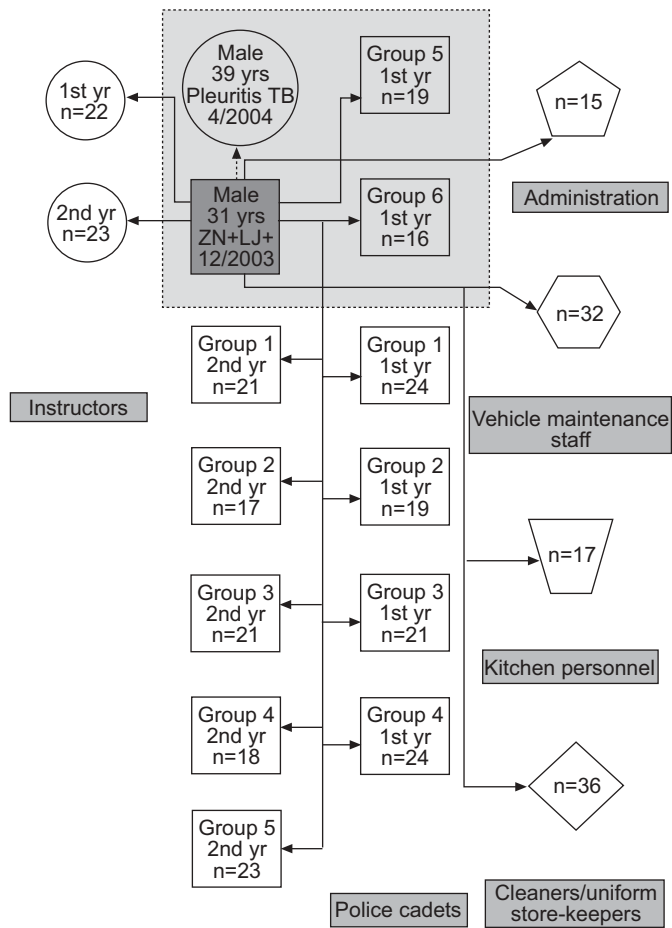 Male
39 yrs
Pleuritis TB
4/2004
Group 5
1st yr
n=19
1st yr
n=22
n=15
Male
31 yrs
ZN+LJ+
12/2003
Group 6
1st yr
n=16
Administration
2nd yr
n=23
n=32
Group 1
2nd yr
n=21
Group 1
1st yr
n=24
Instructors
Vehicle maintenance
staff
Group 2
2nd yr
n=17
Group 2
1st yr
n=19
n=17
Group 3
2nd yr
n=21
Group 3
1st yr
n=21
Kitchen personnel
Group 4
2nd yr
n=18
Group 4
1st yr
n=24
n=36
Group 5
2nd yr
n=23
Police cadets
Cleaners/uniform
store-keepers